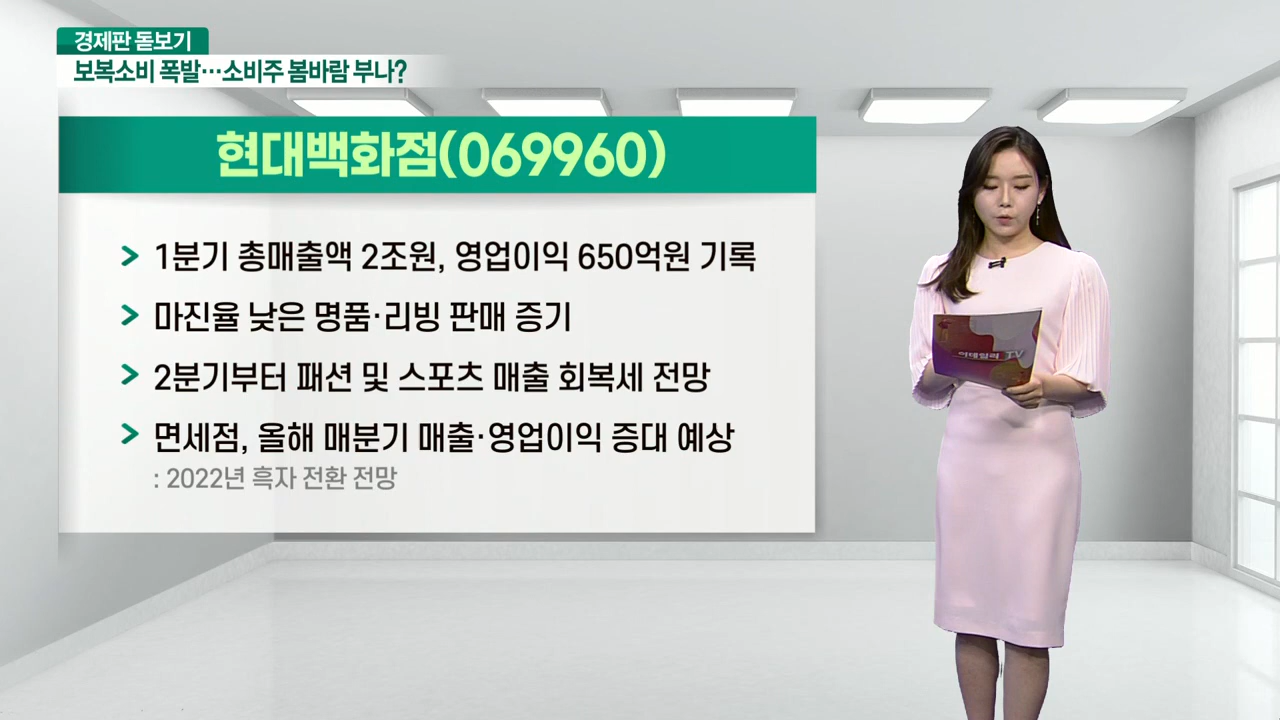 경제판 돋보기
보복소비 폭발…소비주 봄바람 부나?
현대백화점(069960)
> 1분기 총매출액 2조원, 영업이익 650억원 기록
> 마진율 낮은 명품·리빙 판매 증기
> 2분기부터 패션 및 스포츠 매출 회복세 전망
> 면세점, 올해 매분기 매출·영업이익 증대 예상
: 2022년 흑자 전환 전망
이데일리 TV